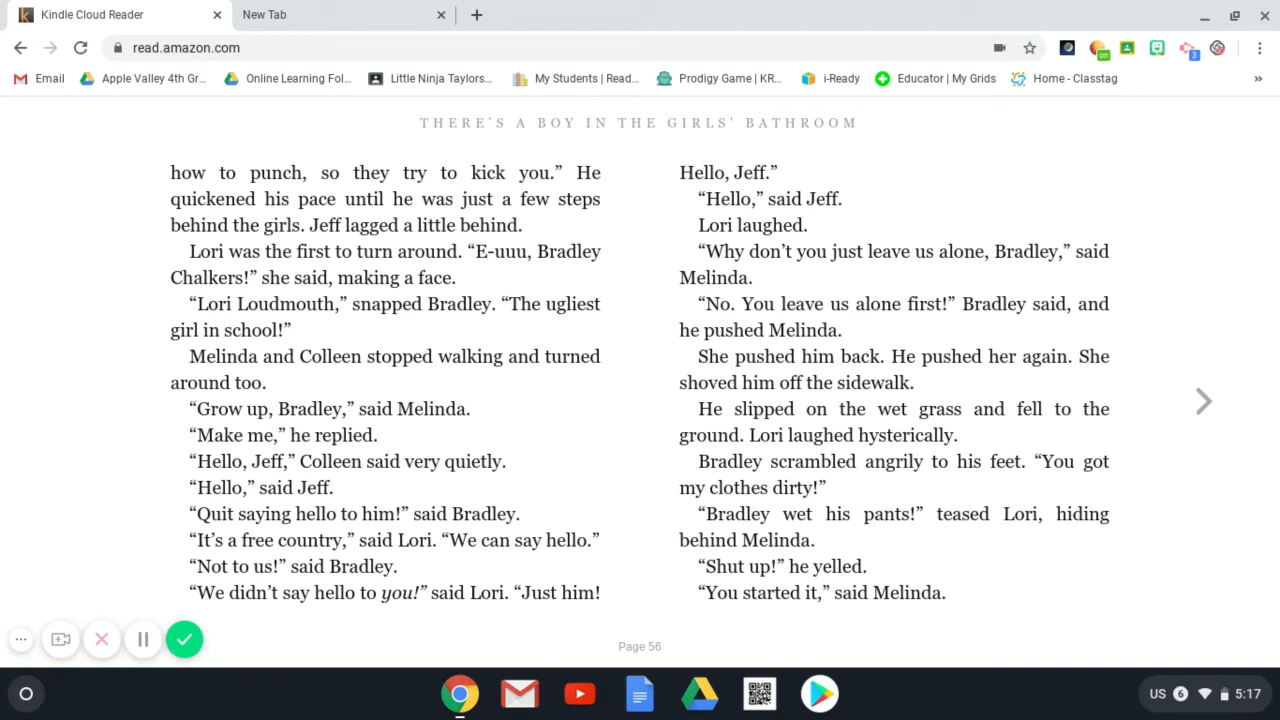 Kindle Cloud Reader
New Tab
read.amazon.com
on
3
Email
Apple Valley 4th Gr...
Online Learning Fol...
Little Ninja Taylors...
My Students | Read...
Prodigy Game | KR...
i-Ready
Educator | My Grids
Home - Classtag
»
THERE'S A BOY IN THE GIRLS' BATHROOM
how to punch, so they try to kick you.” He
quickened his pace until he was just a few steps
behind the girls. Jeff lagged a little behind.
Lori was the first to turn around. “E-uuu, Bradley
Chalkers!” she said, making a face.
“Lori Loudmouth,” snapped Bradley. “The ugliest
girl in school!”
Melinda and Colleen stopped walking and turned
around too.
“Grow up, Bradley,” said Melinda.
“Make me,” he replied.
“Hello, Jeff,” Colleen said very quietly.
“Hello,” said Jeff.
“Quit saying hello to him!” said Bradley.
“It’s a free country,” said Lori. “We can say hello.”
“Not to us!” said Bradley.
“We didn’t say hello to you!” said Lori. “Just him!
Hello, Jeff.”
“Hello,” said Jeff.
Lori laughed.
“Why don’t you just leave us alone, Bradley,” said
Melinda.
“No. You leave us alone first!” Bradley said, and
he pushed Melinda.
She pushed him back. He pushed her again. She
shoved him off the sidewalk.
He slipped on the wet grass and fell to the
ground. Lori laughed hysterically.
Bradley scrambled angrily to his feet. “You got
my clothes dirty!”
“Bradley wet his pants!” teased Lori, hiding
behind Melinda.
“Shut up!” he yelled.
“You started it,” said Melinda.
Page 56
US 6 5:17